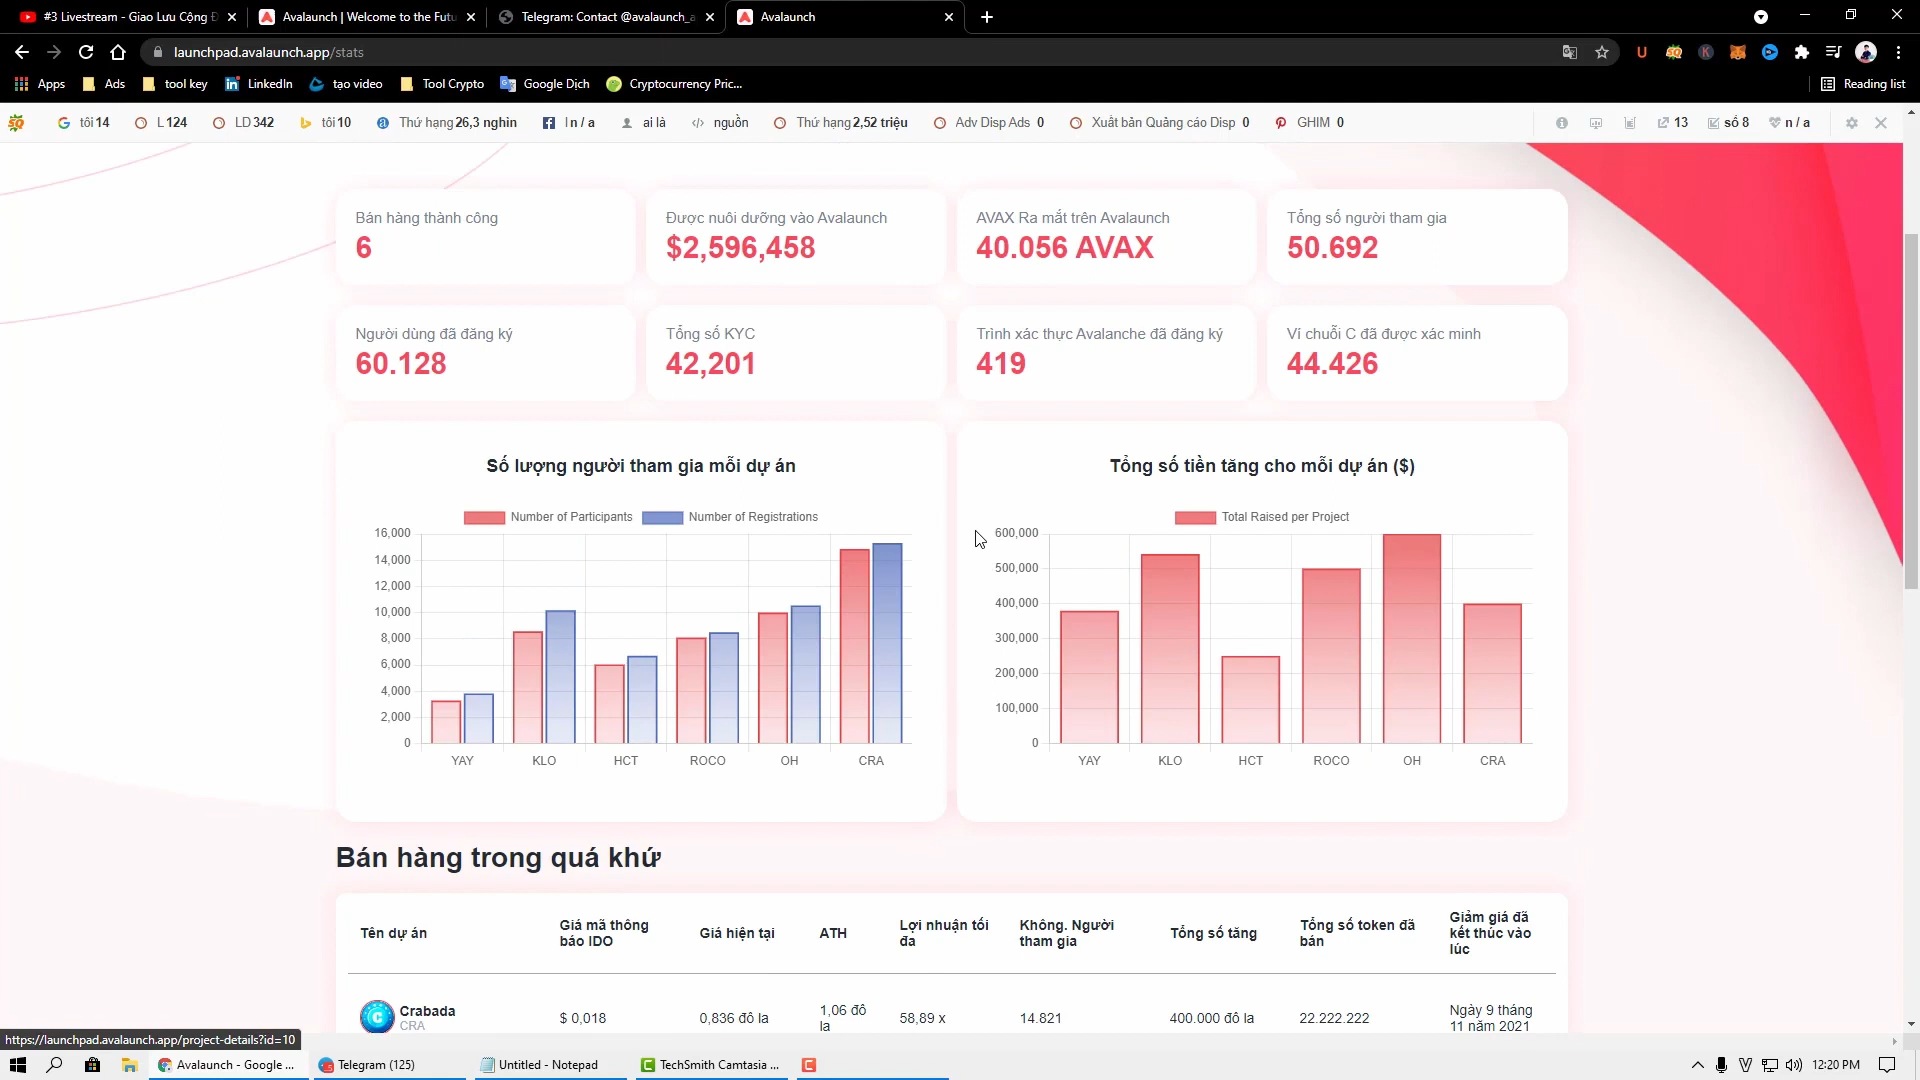 #3 Livestream - Giao Lưu Cộng Đ
Avalaunch | Welcome to the Futu
Telegram: Contact @avalaunch_a
Avalaunch
launchpad.avalaunch.app/stats
Apps
Ads
tool key
LinkedIn
tạo video
Tool Crypto
Google Dịch
Cryptocurrency Pric...
Reading list
tôi 14
L 124
LD 342
tôi 10
Thứ hạng 26,3 nghìn
l n / a
ai là
nguồn
Thứ hạng 2,52 triệu
Adv Disp Ads 0
Xuất bản Quảng cáo Disp 0
GHIM 0
13
số 8
n / a
Bán hàng thành công
6
Được nuôi dưỡng vào Avalaunch
$2,596,458
AVAX Ra mắt trên Avalaunch
40.056 AVAX
Tổng số người tham gia
50.692
Người dùng đã đăng ký
60.128
Tổng số KYC
42,201
Trình xác thực Avalanche đã đăng ký
419
Ví chuỗi C đã được xác minh
44.426
Số lượng người tham gia mỗi dự án
Number of Participants
Number of Registrations
16,000
14,000
12,000
10,000
8,000
6,000
4,000
2,000
0
YAY
KLO
HCT
ROCO
OH
CRA
Tổng số tiền tăng cho mỗi dự án ($)
Total Raised per Project
600,000
500,000
400,000
300,000
200,000
100,000
0
YAY
KLO
HCT
ROCO
OH
CRA
Bán hàng trong quá khứ
Tên dự án
Giá mã thông
báo IDO
Giá hiện tại
ATH
Lợi nhuận tối
đa
Không. Người
tham gia
Tổng số tăng
Tổng số token đã
bán
Giảm giá đã
kết thúc vào
lúc
Crabada
CRA
$ 0,018
0,836 đô la
1,06 đô
la
58,89 x
14.821
400.000 đô la
22.222.222
Ngày 9 tháng
11 năm 2021
https://launchpad.avalaunch.app/project-details?id=10
Avalaunch - Google ...
Telegram (125)
Untitled - Notepad
TechSmith Camtasia ...
12:20 PM